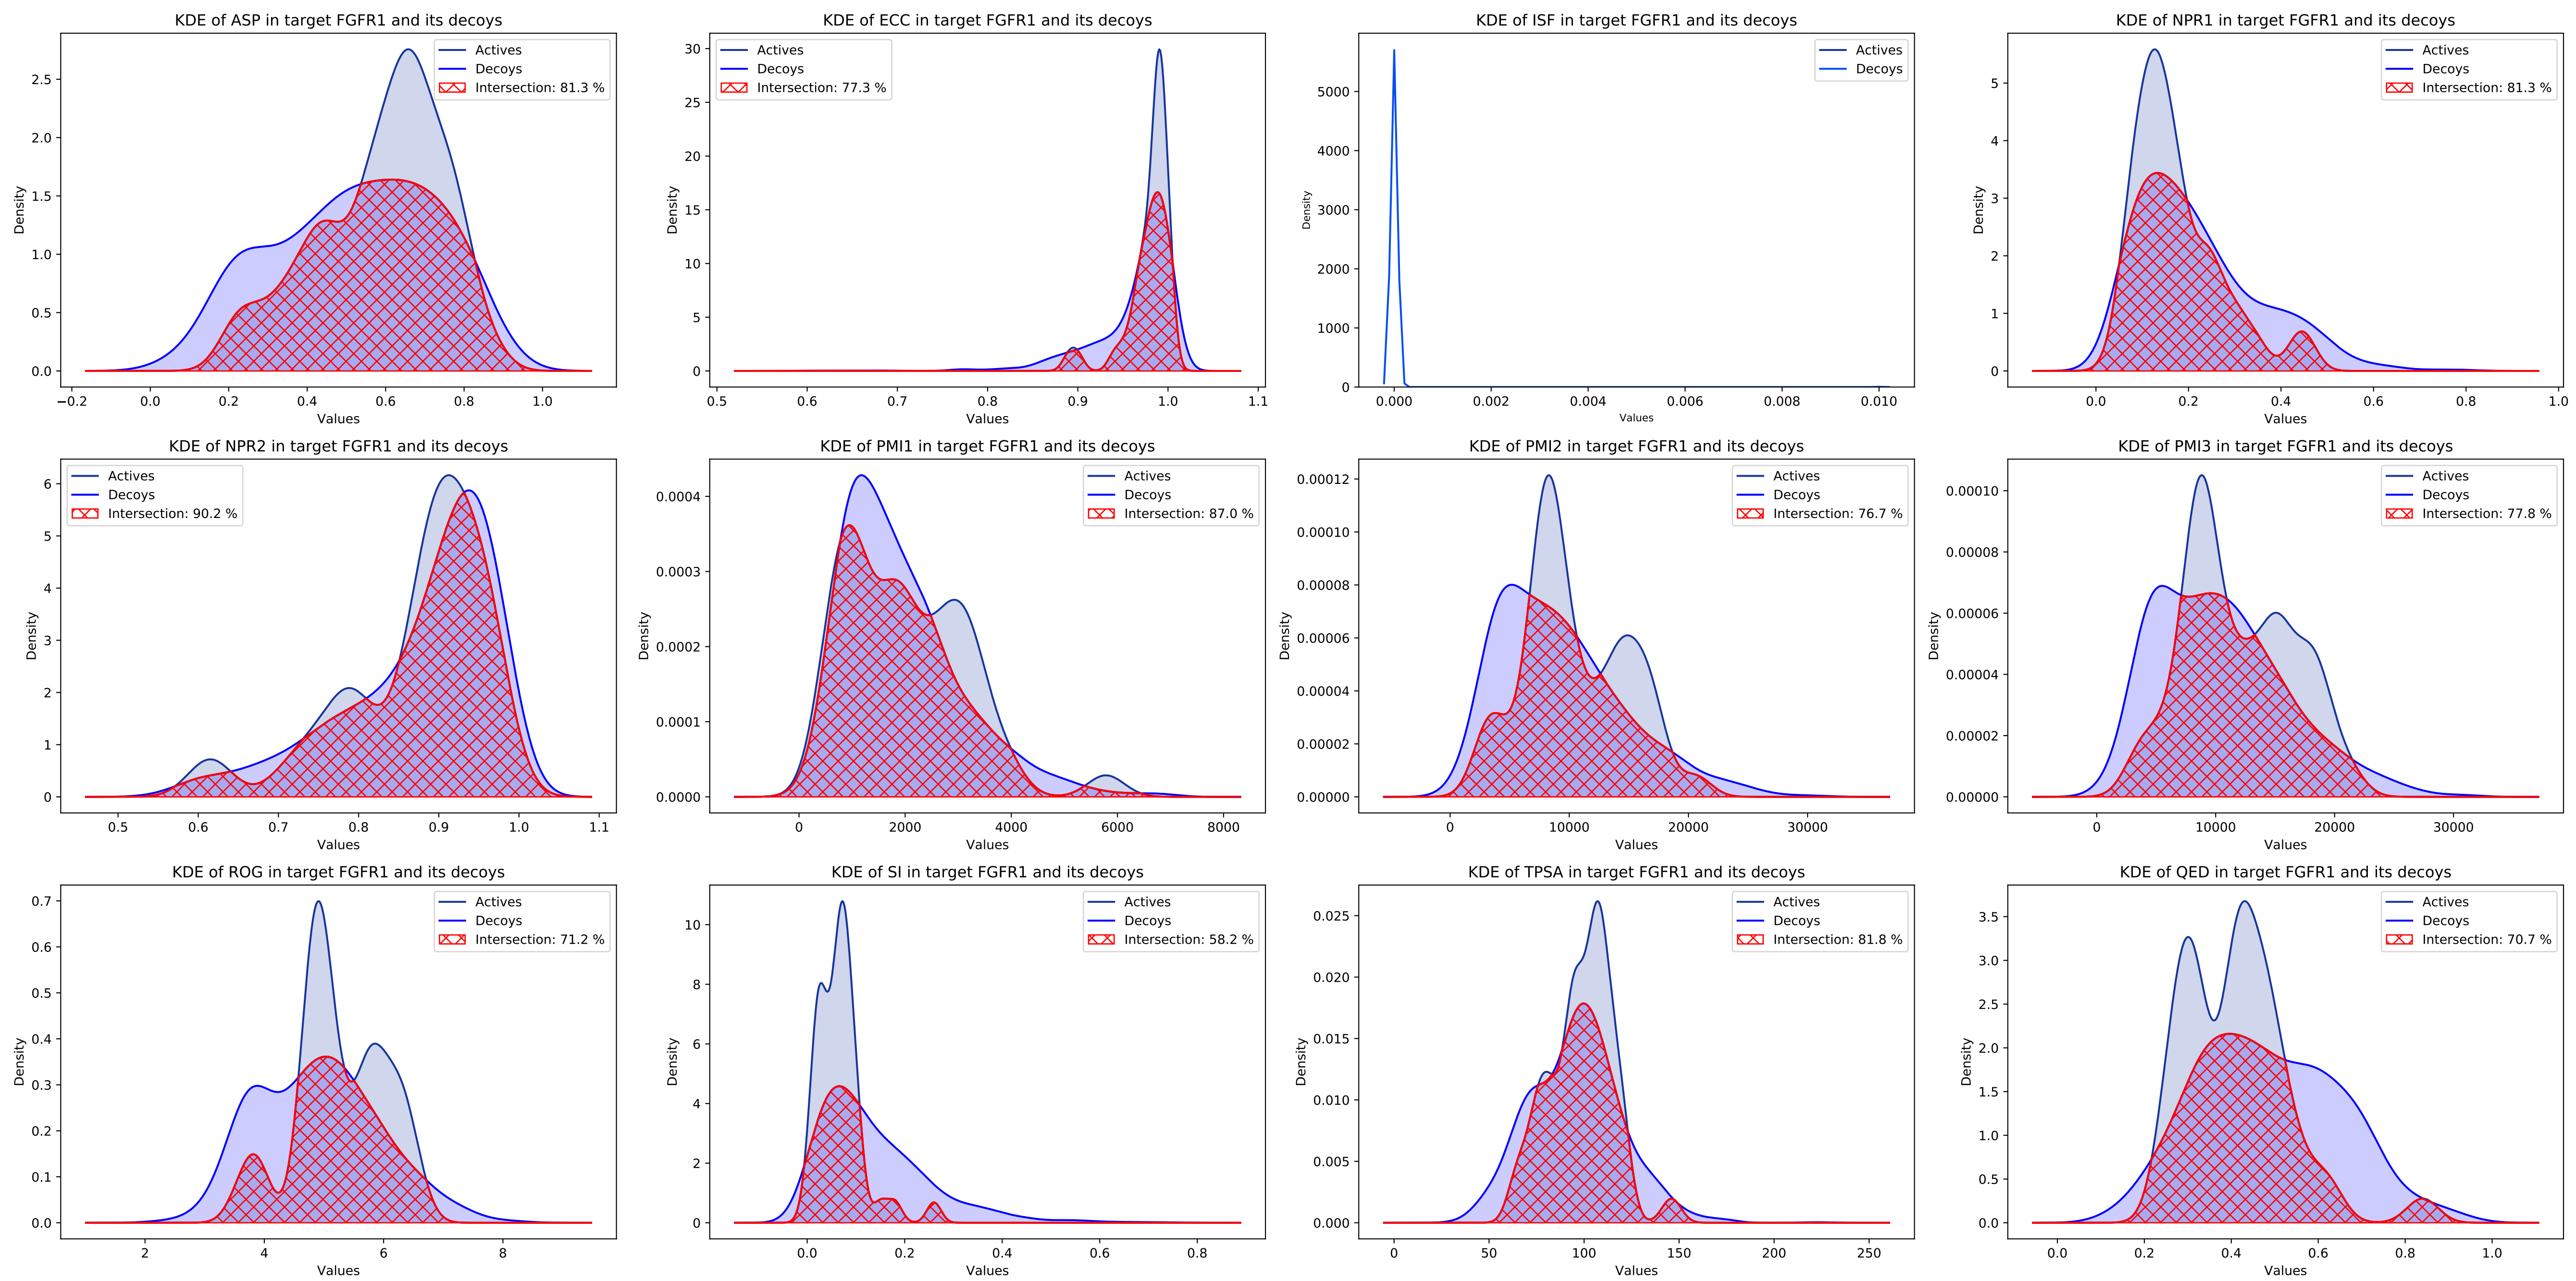 KDE of ASP in target FGFR1 and its decoys
Actives
Decoys
Intersection: 81.3 %
Density
2.5
2.0
1.5
1.0
0.5
0.0
−0.2 0.0 0.2 0.4 0.6 0.8 1.0
Values
KDE of ECC in target FGFR1 and its decoys
Actives
Decoys
Intersection: 77.3 %
Density
30
25
20
15
10
5
0
0.5 0.6 0.7 0.8 0.9 1.0 1.1
Values
KDE of ISF in target FGFR1 and its decoys
Actives
Decoys
Density
5000
4000
3000
2000
1000
0
0.000 0.002 0.004 0.006 0.008 0.010
Values
KDE of NPR1 in target FGFR1 and its decoys
Actives
Decoys
Intersection: 81.3 %
Density
5
4
3
2
1
0
0.0 0.2 0.4 0.6 0.8 1.0
Values
KDE of NPR2 in target FGFR1 and its decoys
Actives
Decoys
Intersection: 90.2 %
Density
6
5
4
3
2
1
0
0.5 0.6 0.7 0.8 0.9 1.0 1.1
Values
KDE of PMI1 in target FGFR1 and its decoys
Actives
Decoys
Intersection: 87.0 %
Density
0.0004
0.0003
0.0002
0.0001
0.0000
0 2000 4000 6000 8000
Values
KDE of PMI2 in target FGFR1 and its decoys
Actives
Decoys
Intersection: 76.7 %
Density
0.00012
0.00010
0.00008
0.00006
0.00004
0.00002
0.00000
0 10000 20000 30000
Values
KDE of PMI3 in target FGFR1 and its decoys
Actives
Decoys
Intersection: 77.8 %
Density
0.00010
0.00008
0.00006
0.00004
0.00002
0.00000
0 10000 20000 30000
Values
KDE of ROG in target FGFR1 and its decoys
Actives
Decoys
Intersection: 71.2 %
Density
0.7
0.6
0.5
0.4
0.3
0.2
0.1
0.0
2 4 6 8
Values
KDE of SI in target FGFR1 and its decoys
Actives
Decoys
Intersection: 58.2 %
Density
10
8
6
4
2
0
0.0 0.2 0.4 0.6 0.8
Values
KDE of TPSA in target FGFR1 and its decoys
Actives
Decoys
Intersection: 81.8 %
Density
0.025
0.020
0.015
0.010
0.005
0.000
0 50 100 150 200 250
Values
KDE of QED in target FGFR1 and its decoys
Actives
Decoys
Intersection: 70.7 %
Density
3.5
3.0
2.5
2.0
1.5
1.0
0.5
0.0
0.0 0.2 0.4 0.6 0.8 1.0
Values